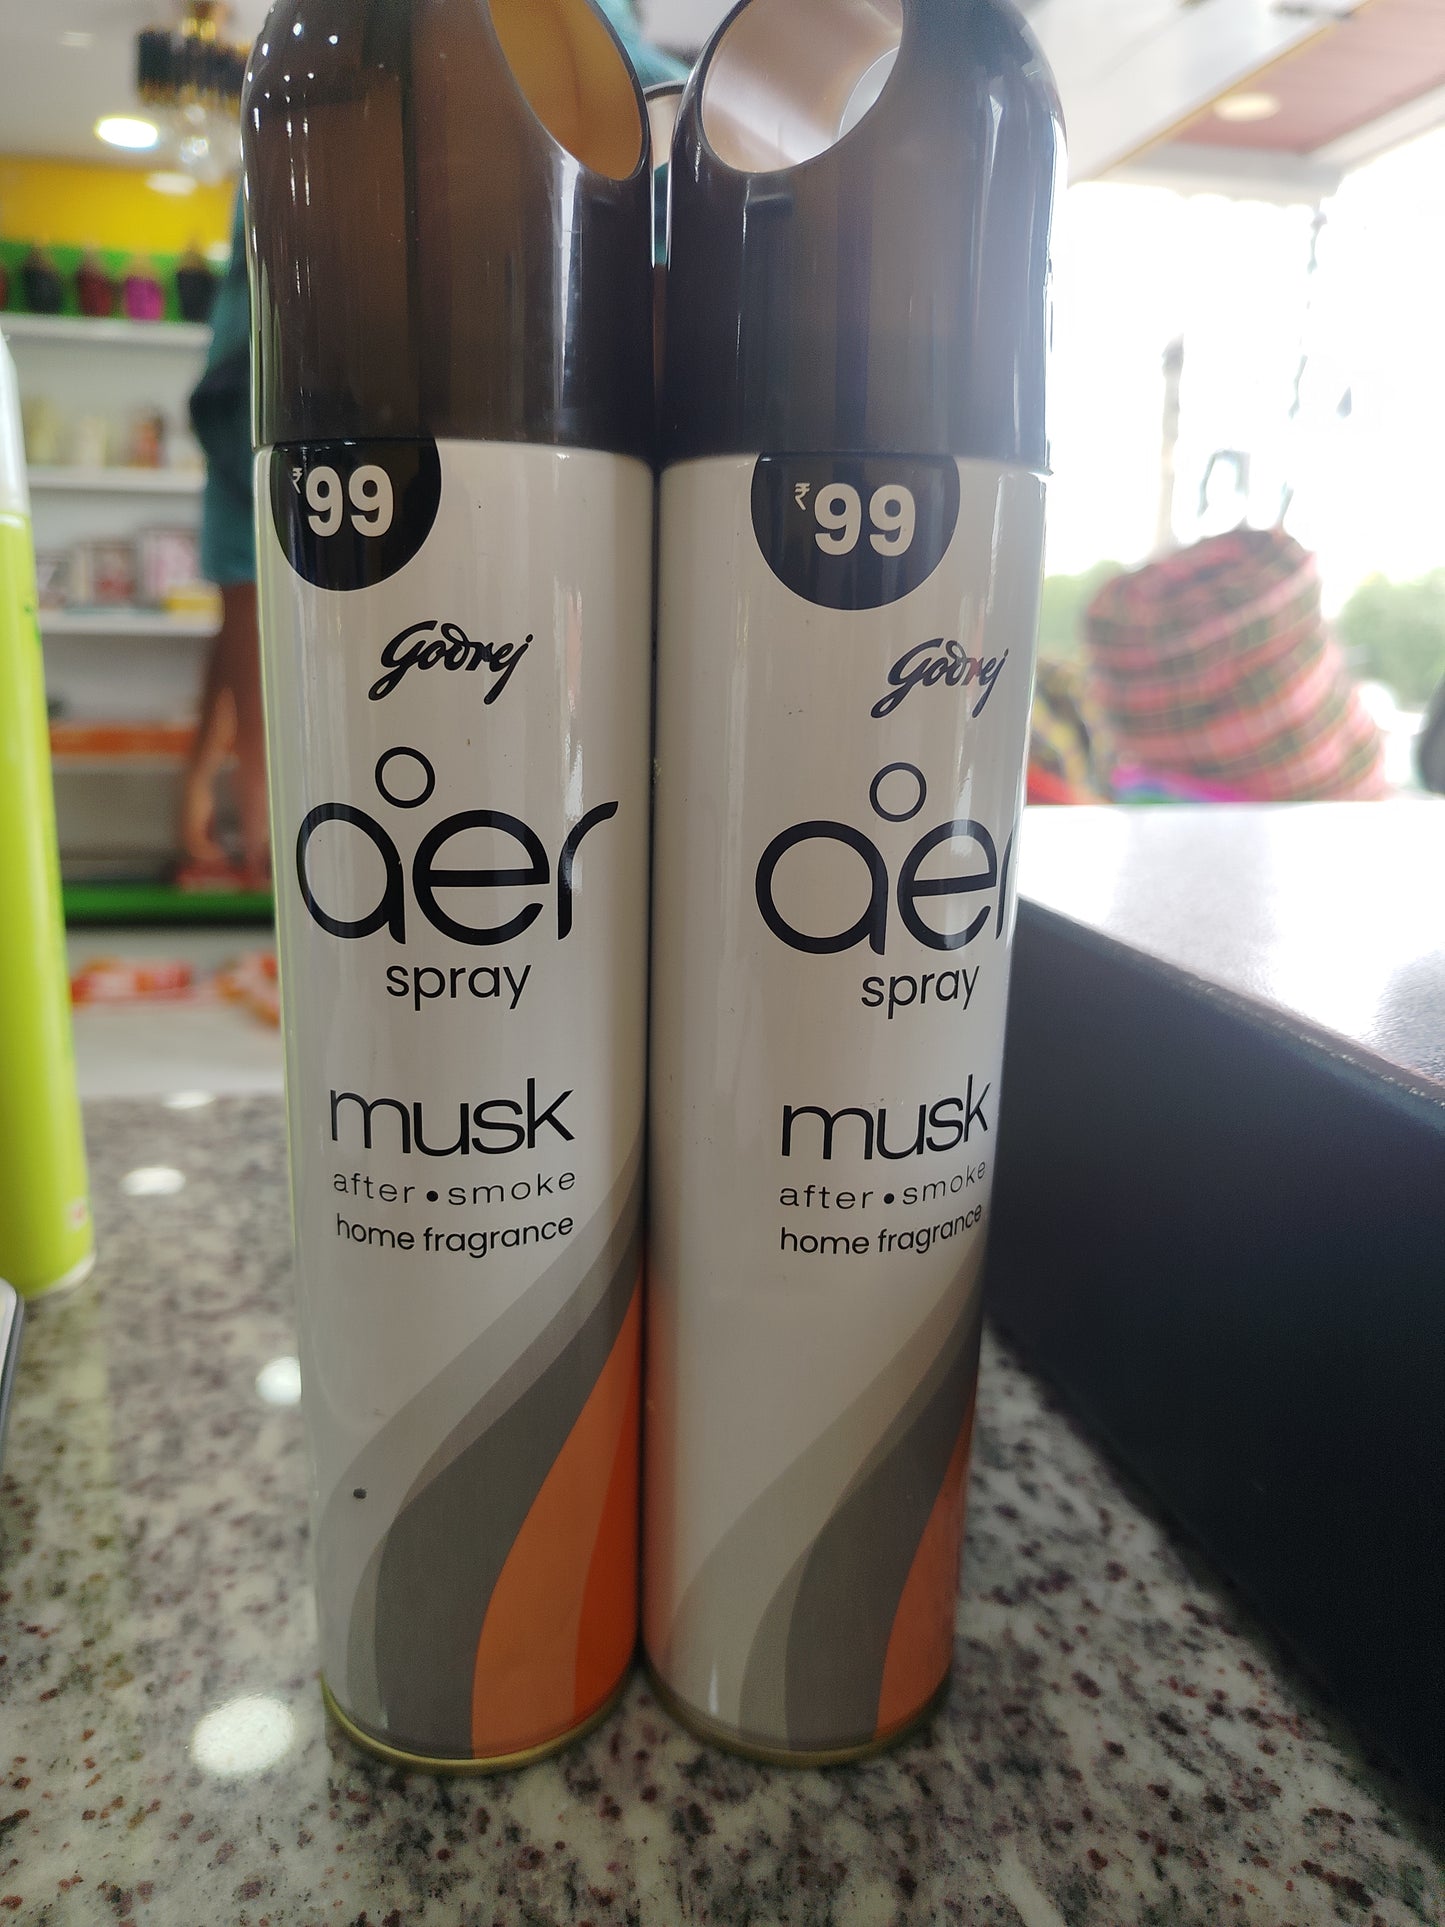 ₹99
Godrej
aer
spray
musk
after • smoke
home fragrance
₹99
Godrej
aer
spray
musk
after • smoke
home fragrance